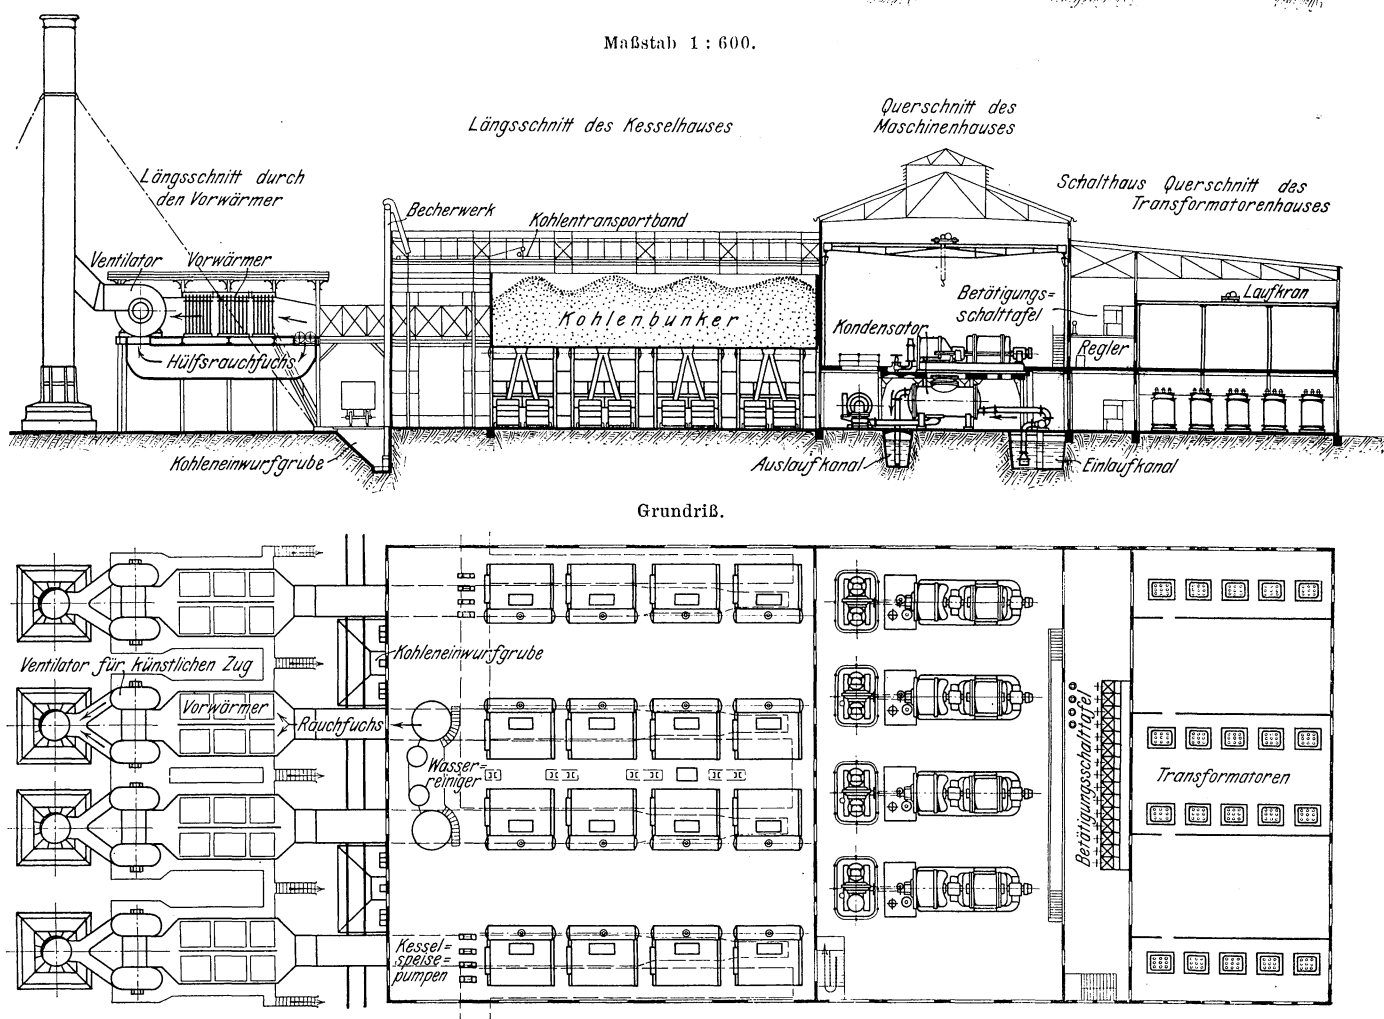 Maßstab 1 : 600.
Längsschnitt des Kesselhauses
Querschnitt des
Maschinenhauses
Längsschnitt durch
den Vorwärmer
Schalthaus Querschnitt des
Transformatorenhauses
Becherwerk
Kohlentransportband
Ventilator
Vorwärmer
Betätigungs=
schalttafel
Laufkran
Kohlenbunker
Kondensator
Regler
Hülfsrauchfuchs
Kohleneinwurfgrube
Auslaufkanal
Einlaufkanal
Grundriß.
Ventilator für künstlichen Zug
Kohleneinwurfgrube
Vorwärmer
Rauchfuchs
Wasser=
reiniger
Betätigungsschalttafel
Transformatoren
Kessel=
speise=
pumpen